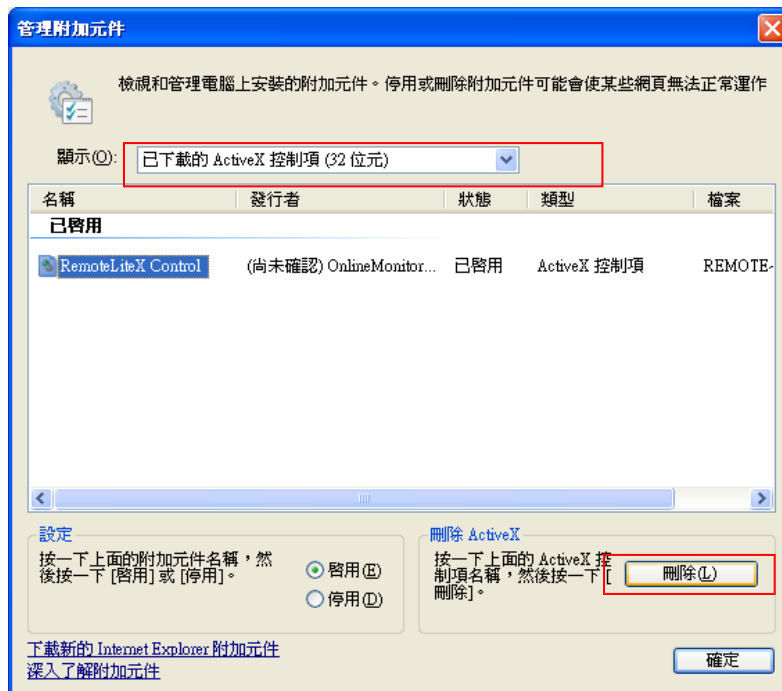 管理附加元件
檢視和管理電腦上安裝的附加元件。停用或刪除附加元件可能會使某些網頁無法正常運作
顯示(O):
已下載的 ActiveX 控制項 (32 位元)
名稱 發行者 狀態 類型 檔案
已啓用
RemoteLiteX Control (尚未確認) OnlineMonitor... 已啓用 ActiveX 控制項 REMOTE-
設定
按一下上面的附加元件名稱，然
後按一下 [啓用] 或 [停用]。
啓用(E)
停用(D)
刪除 ActiveX
按一下上面的 ActiveX 控
制項名稱，然後按一下 [
刪除]。
刪除(L)
下載新的 Internet Explorer 附加元件
深入了解附加元件
確定